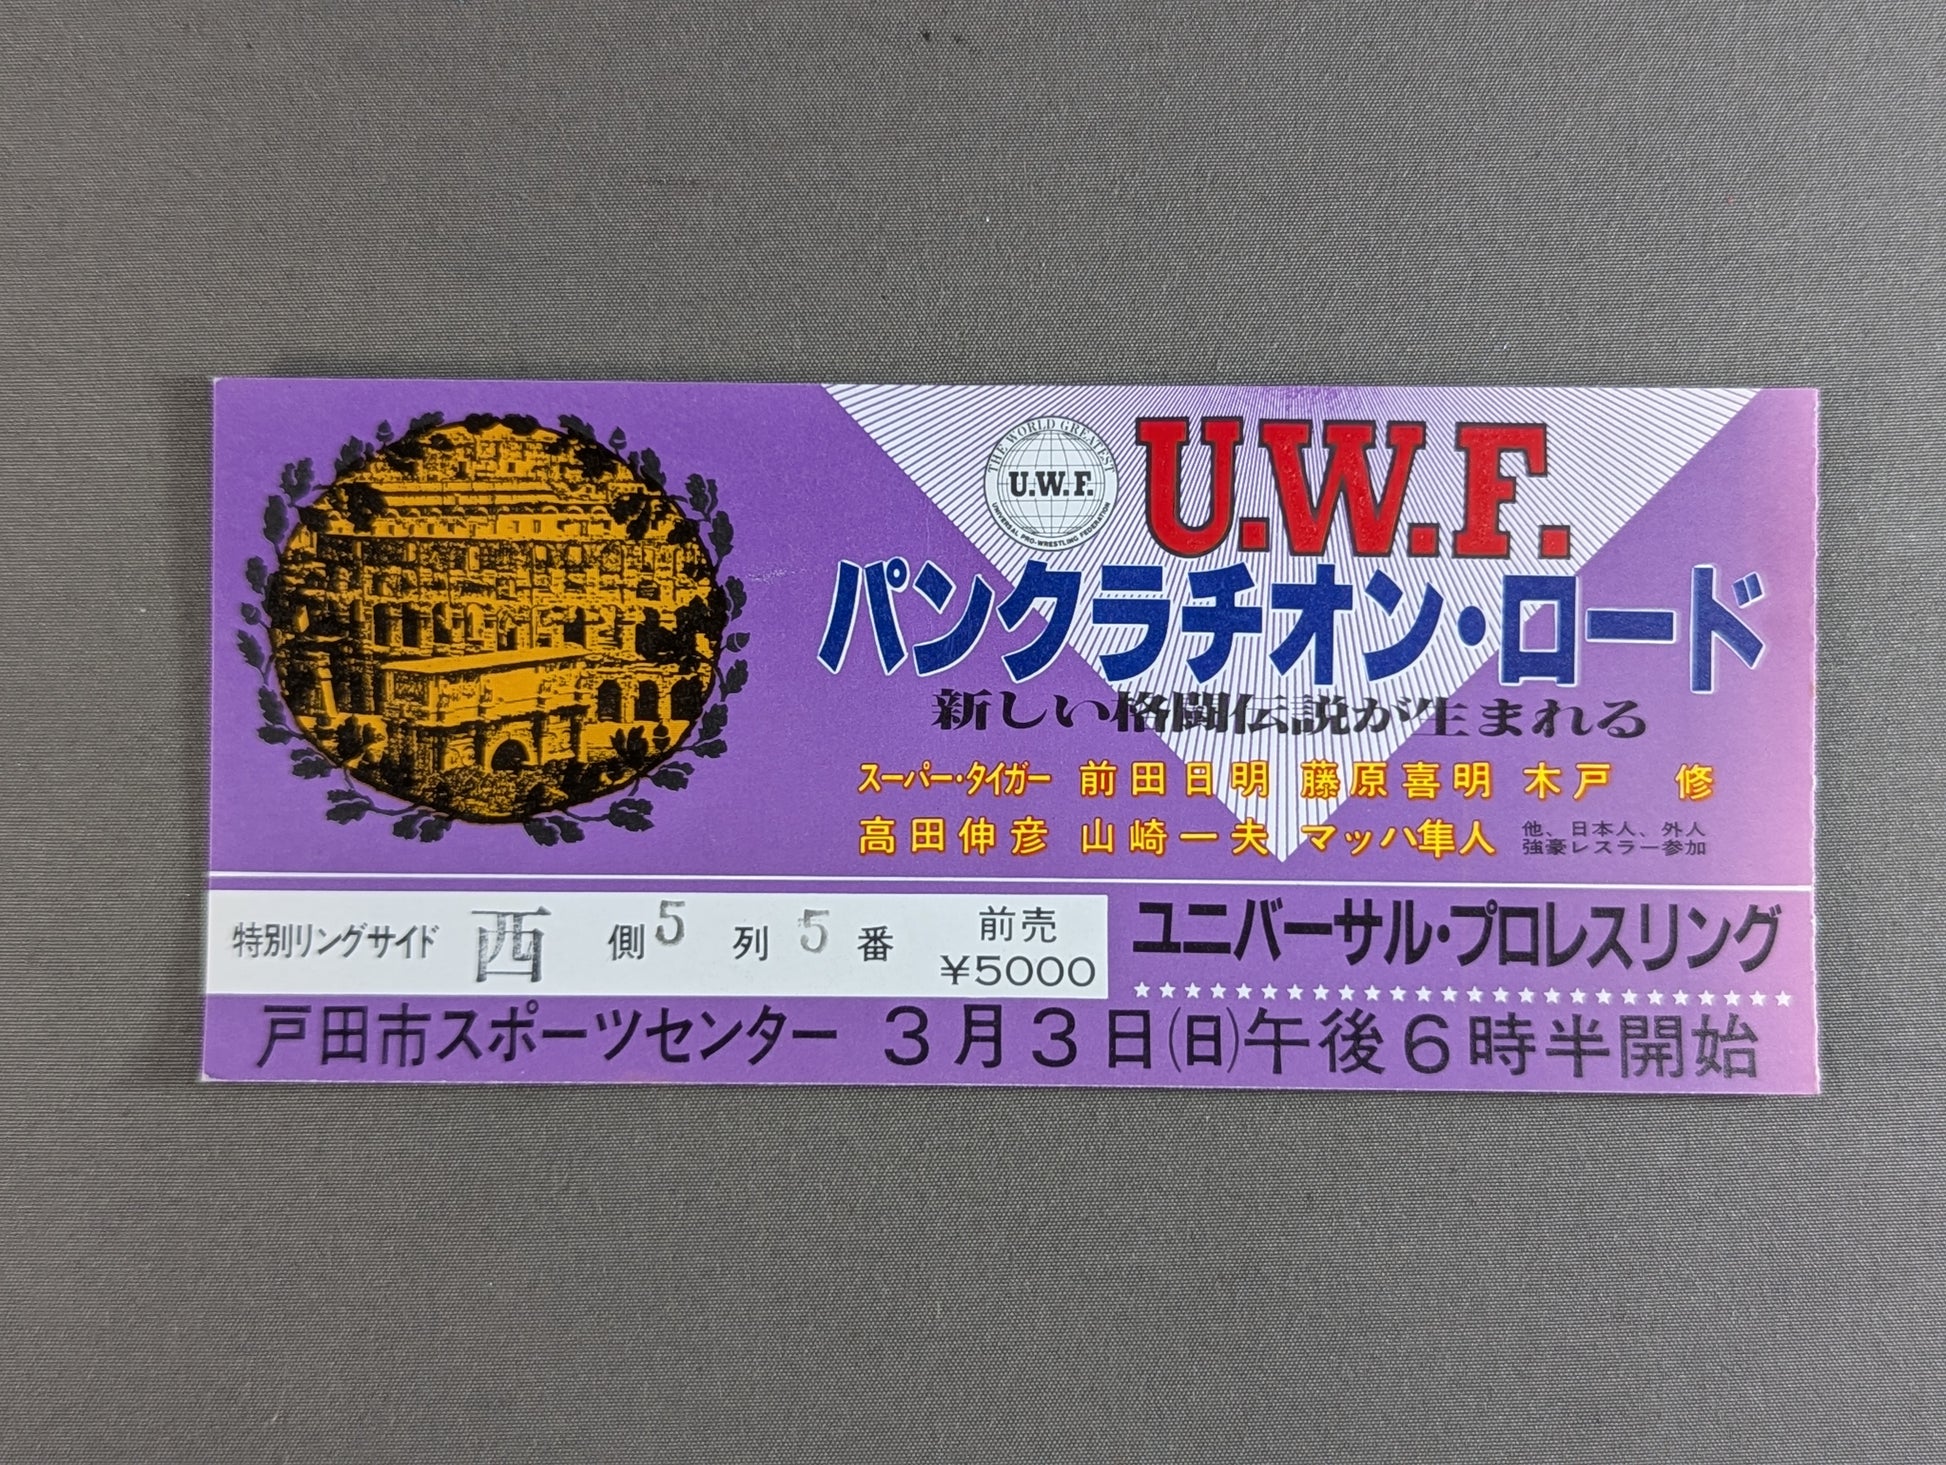 THE WORLD GREATEST
U.W.F.
UNIVERSAL PRO-WRESTLING FEDERATION
U.W.F.
パンクラチオン・ロード
新しい格闘伝説が生まれる
スーパー・タイガー 前田日明 藤原喜明 木戸 修
高田伸彦 山崎一夫 マッハ隼人 他、日本人、外人
強豪レスラー参加
特別リングサイド 西 側 5 列 5 番 前売
¥5000
ユニバーサル・プロレスリング
戸田市スポーツセンター 3月3日(日)午後6時半開始